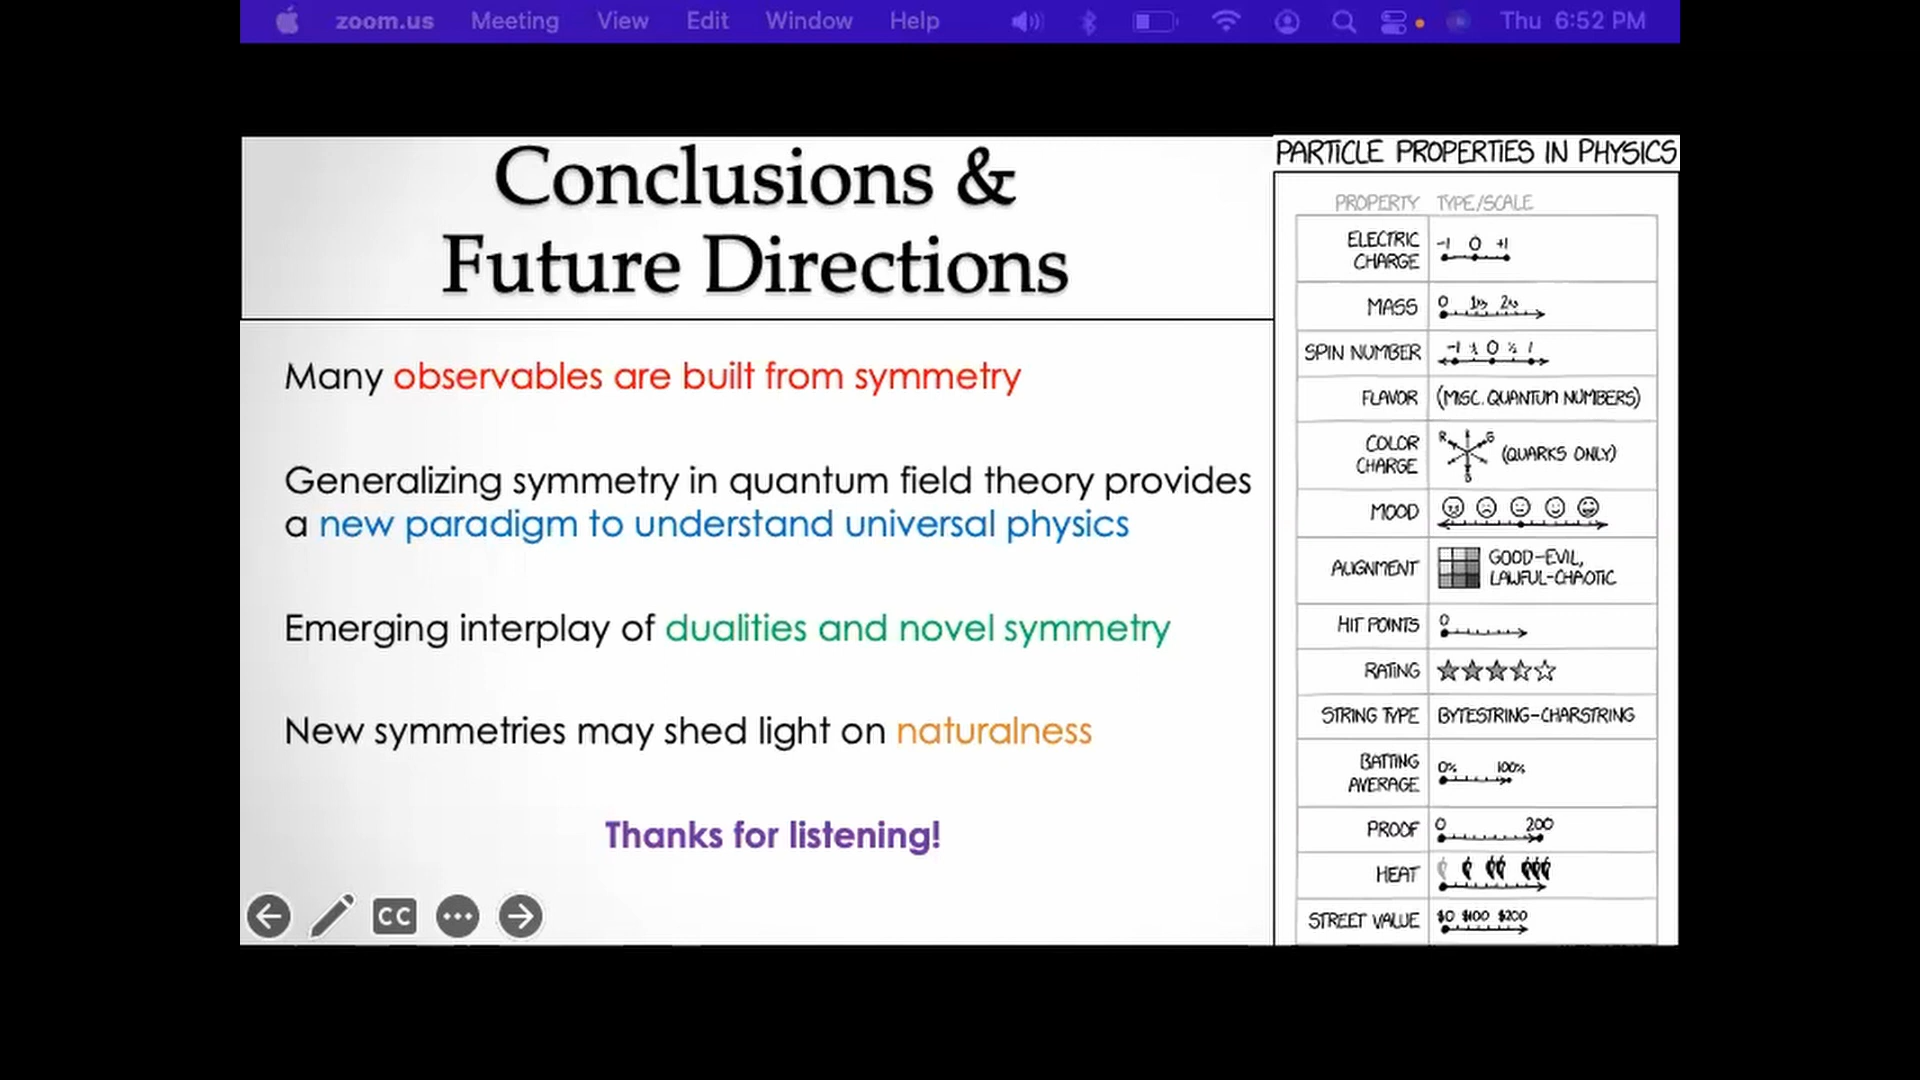 zoom.us Meeting View Edit Window Help Thu 6:52 PM
Conclusions &
Future Directions
Many observables are built from symmetry
Generalizing symmetry in quantum field theory provides
a new paradigm to understand universal physics
Emerging interplay of dualities and novel symmetry
New symmetries may shed light on naturalness
Thanks for listening!
CC
PARTICLE PROPERTIES IN PHYSICS
PROPERTY TYPE/SCALE
ELECTRIC
CHARGE
-1 0 +1
MASS
0
SPIN NUMBER
-1 0 ½ 1
FLAVOR
(MISC. QUANTUM NUMBERS)
COLOR
CHARGE
R G
B
(QUARKS ONLY)
MOOD
ALIGNMENT
GOOD-EVIL,
LAWFUL-CHAOTIC
HIT POINTS
0
RATING
STRING TYPE
BYTESTRING-CHARSTRING
BATTING
AVERAGE
0% 100%
PROOF
0 200
HEAT
STREET VALUE
$0 $100 $200